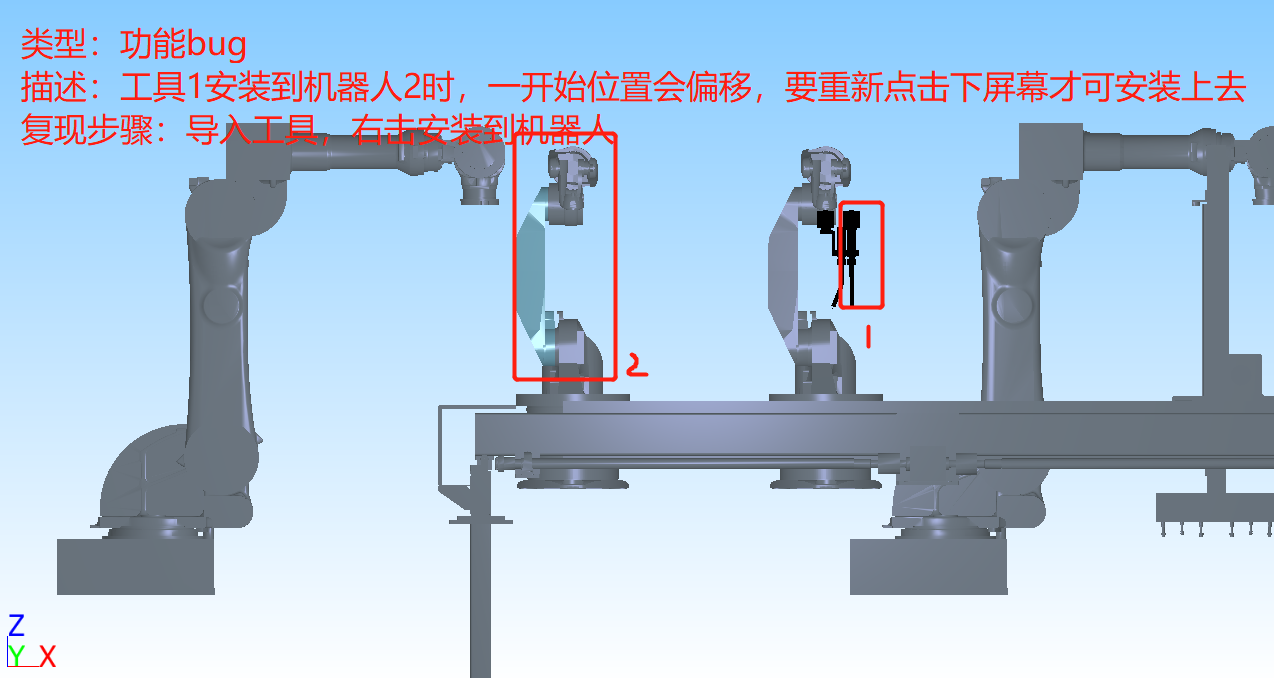 类型：功能bug
描述：工具1安装到机器人2时，一开始位置会偏移，要重新点击下屏幕才可安装上去
复现步骤：导入工具，右击安装到机器人
2
1
Z
Y X